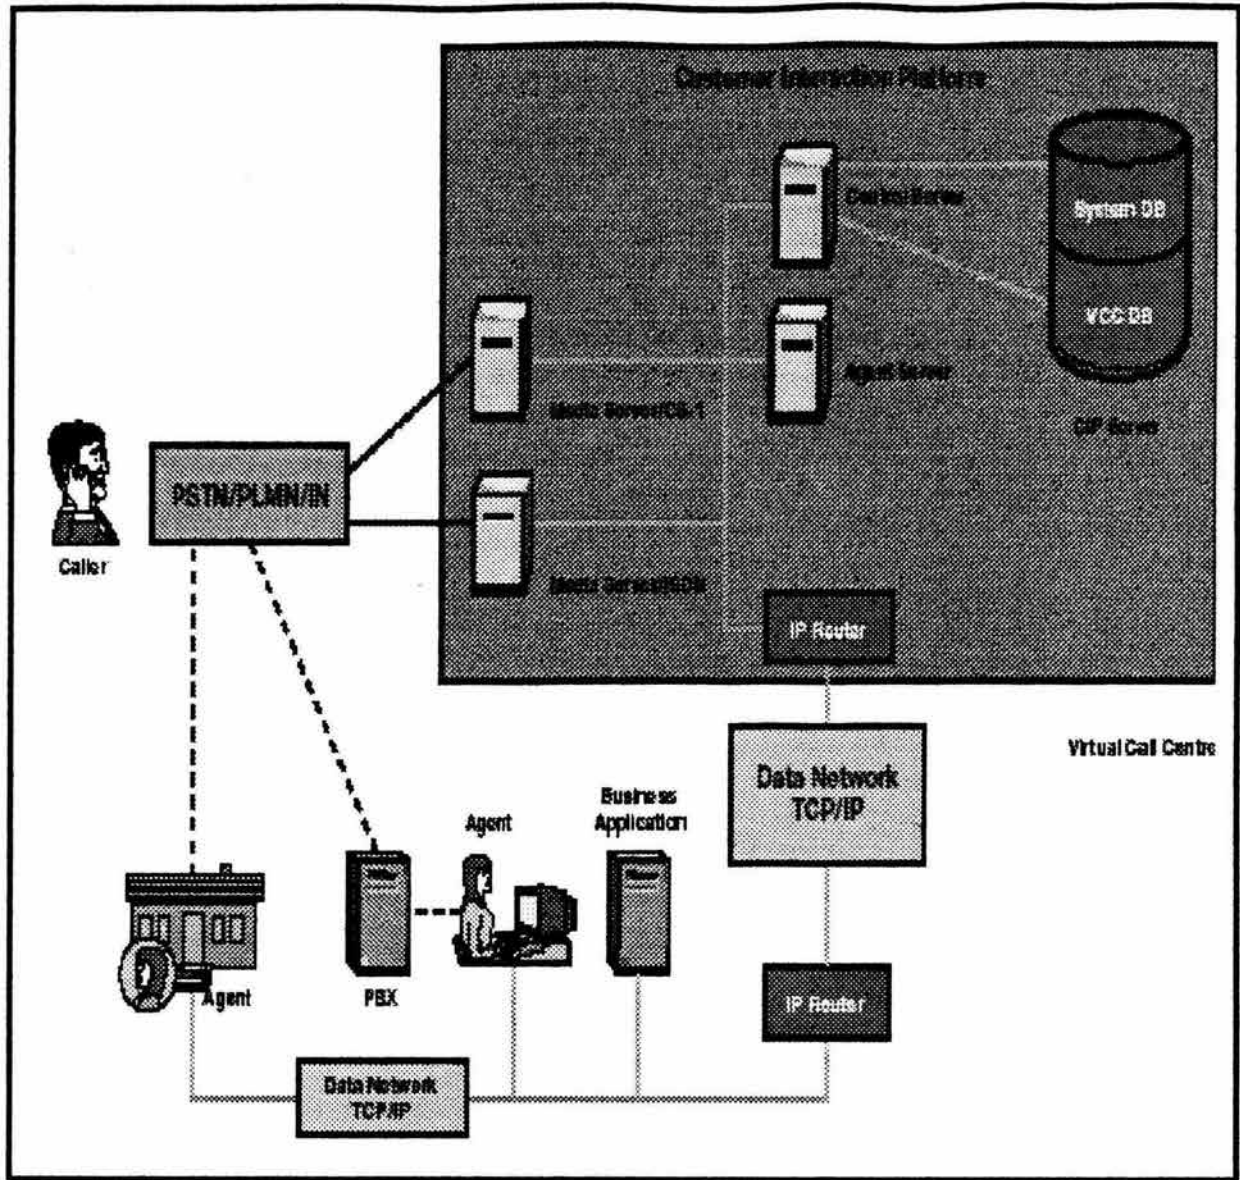 Customer Interaction Platform
Control Server
System DB
VCC DB
Agent Server
Media Server/CS-1
CIP Server
PSTN/PLMN/IN
Caller
Media Server/ISDN
IP Router
Virtual Call Centre
Data Network
TCP/IP
Business
Application
Agent
Agent
PBX
IP Router
Data Network
TCP/IP